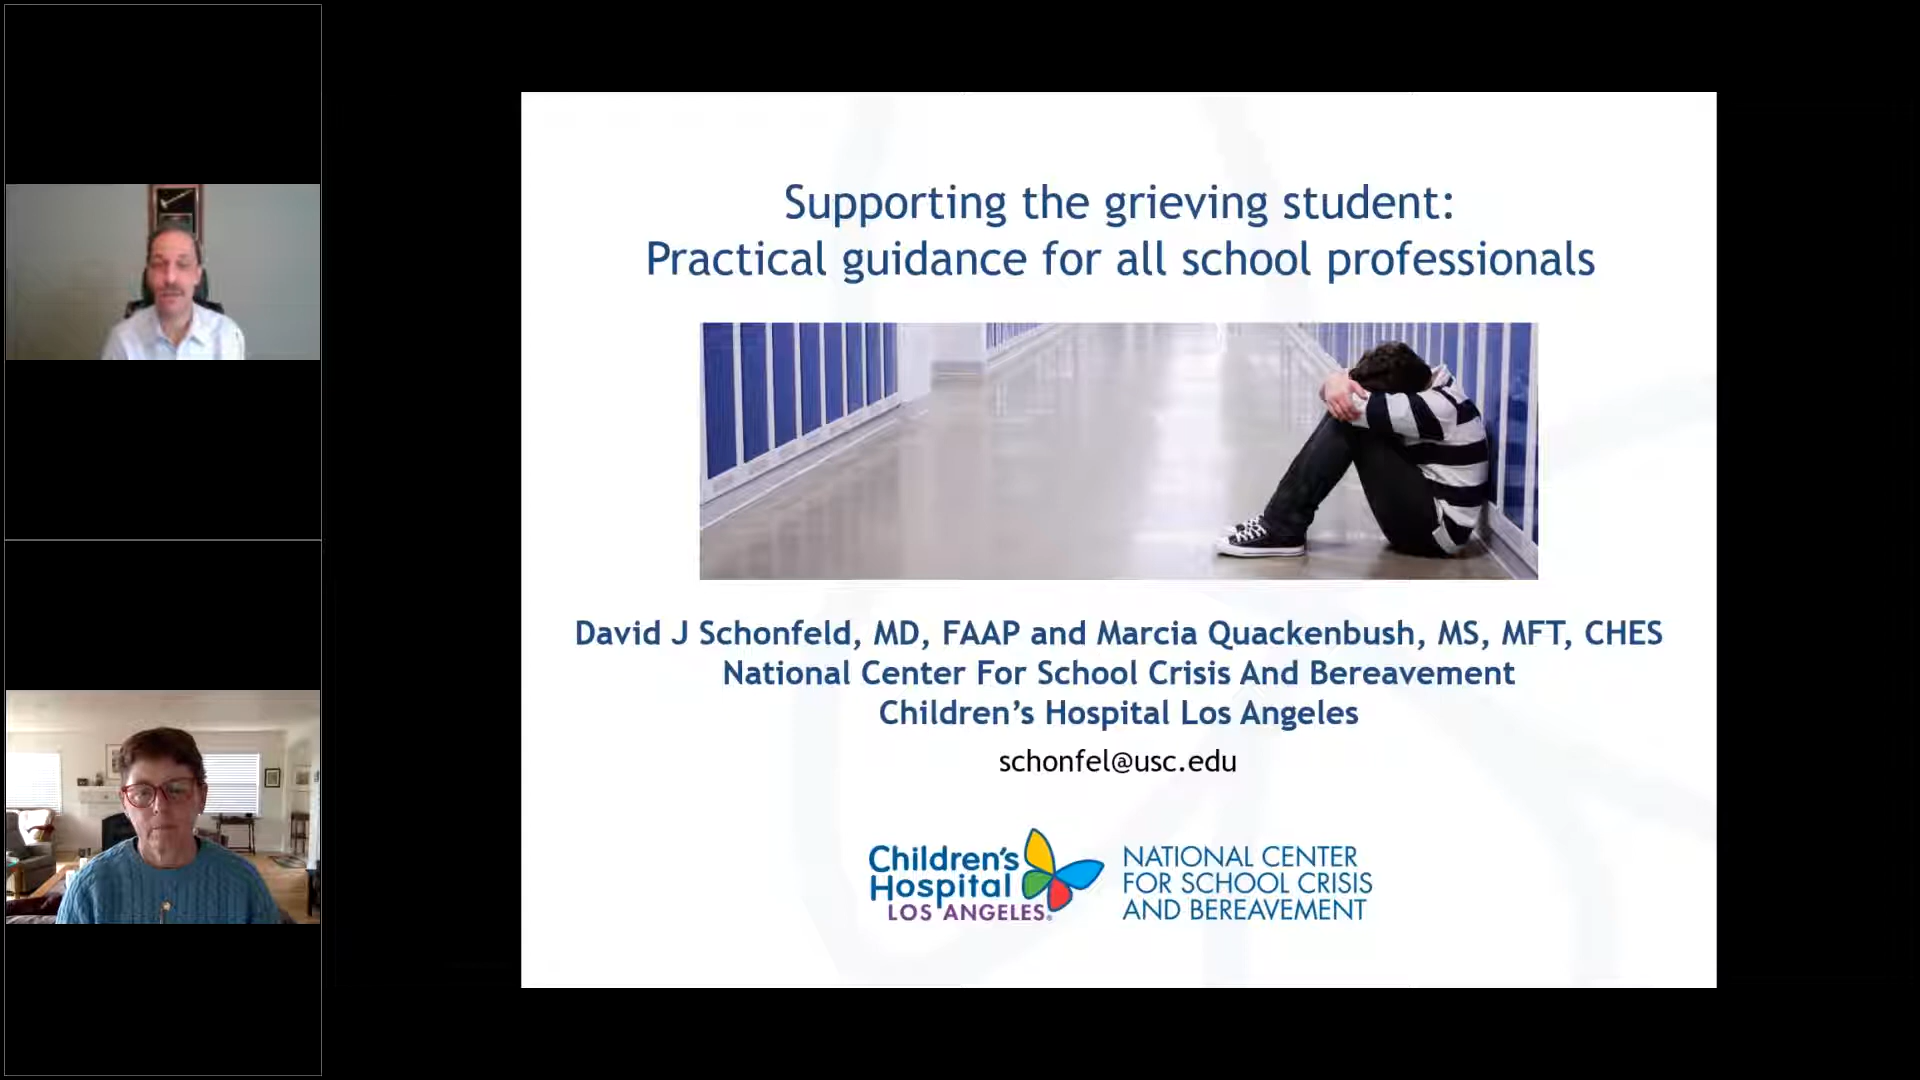 Supporting the grieving student:
Practical guidance for all school professionals
David J Schonfeld, MD, FAAP and Marcia Quackenbush, MS, MFT, CHES
National Center For School Crisis And Bereavement
Children's Hospital Los Angeles
schonfel@usc.edu
Children's
Hospital
LOS ANGELES®
NATIONAL CENTER
FOR SCHOOL CRISIS
AND BEREAVEMENT